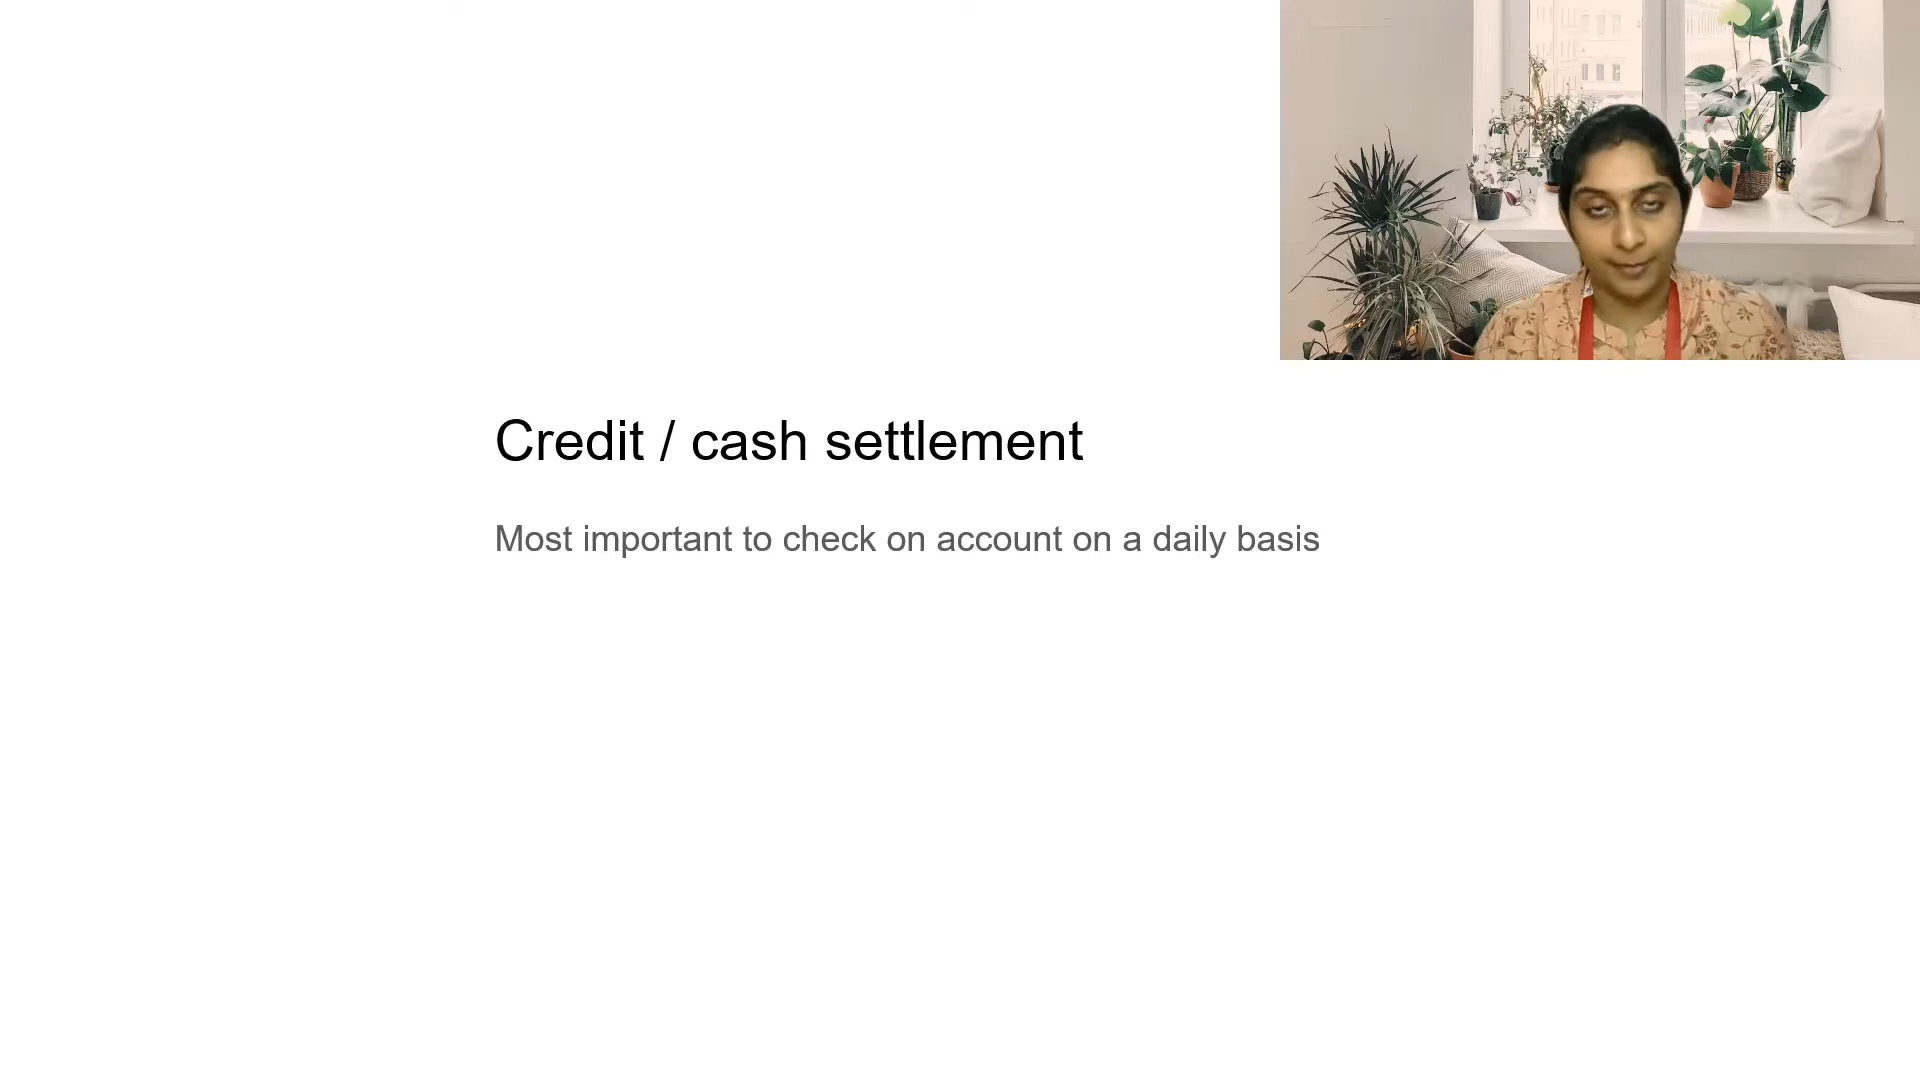 Credit / cash settlement
Most important to check on account on a daily basis